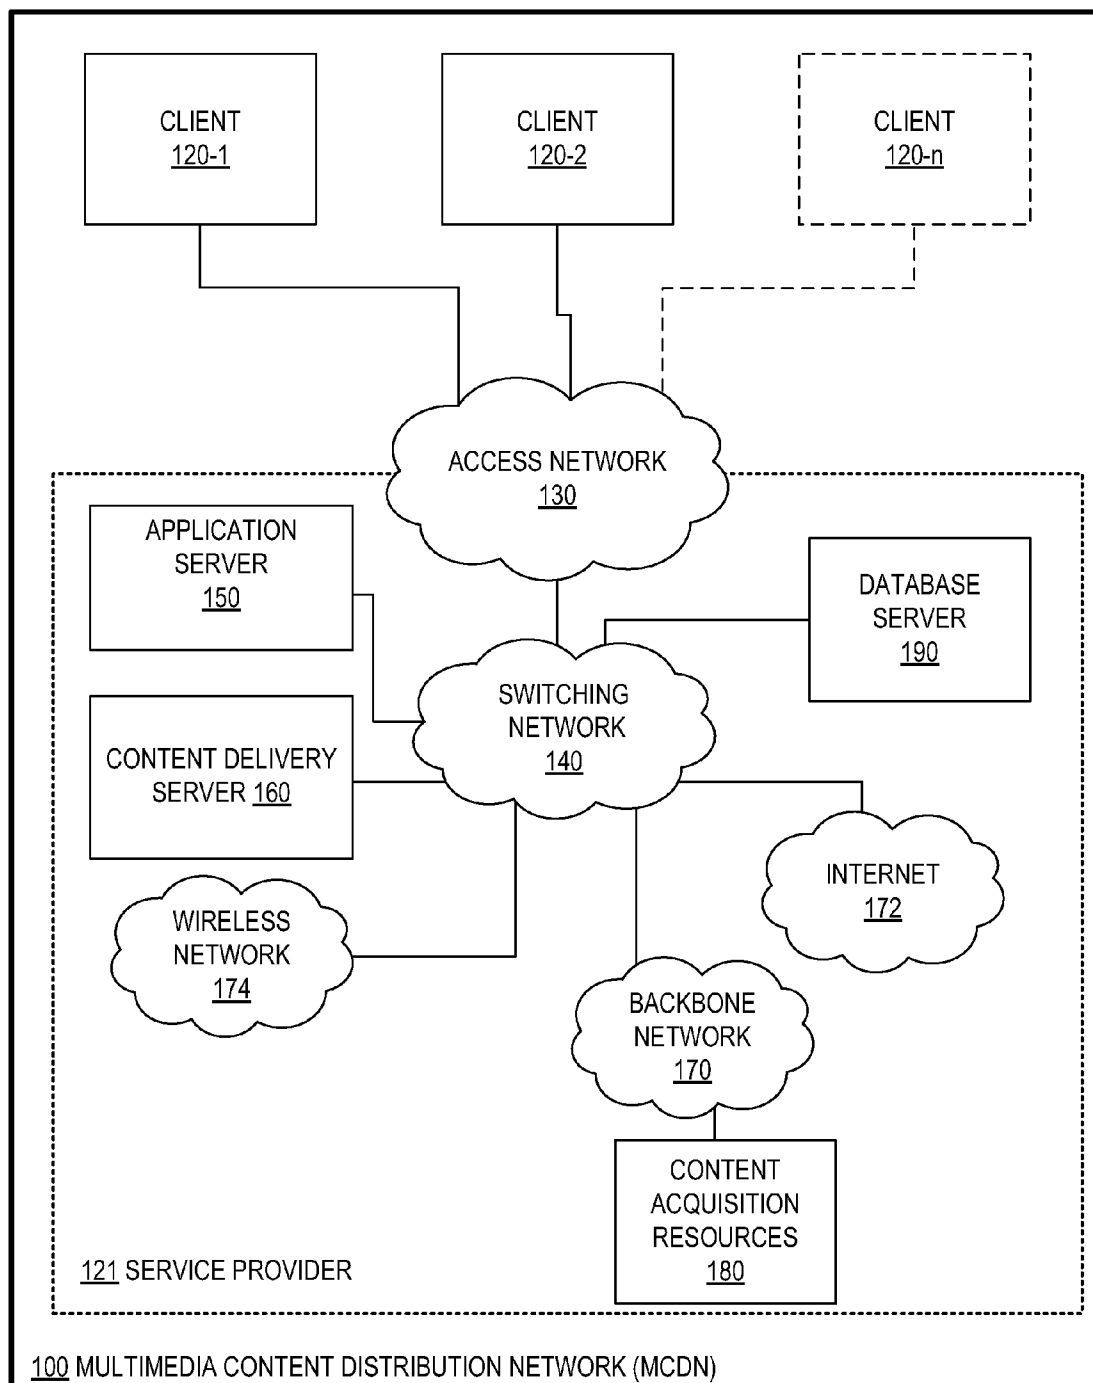 CLIENT
120-1
CLIENT
120-2
CLIENT
120-n
ACCESS NETWORK
130
APPLICATION
SERVER
150
DATABASE
SERVER
190
SWITCHING
NETWORK
140
CONTENT DELIVERY
SERVER 160
INTERNET
172
WIRELESS
NETWORK
174
BACKBONE
NETWORK
170
CONTENT
ACQUISITION
RESOURCES
180
121 SERVICE PROVIDER
100 MULTIMEDIA CONTENT DISTRIBUTION NETWORK (MCDN)